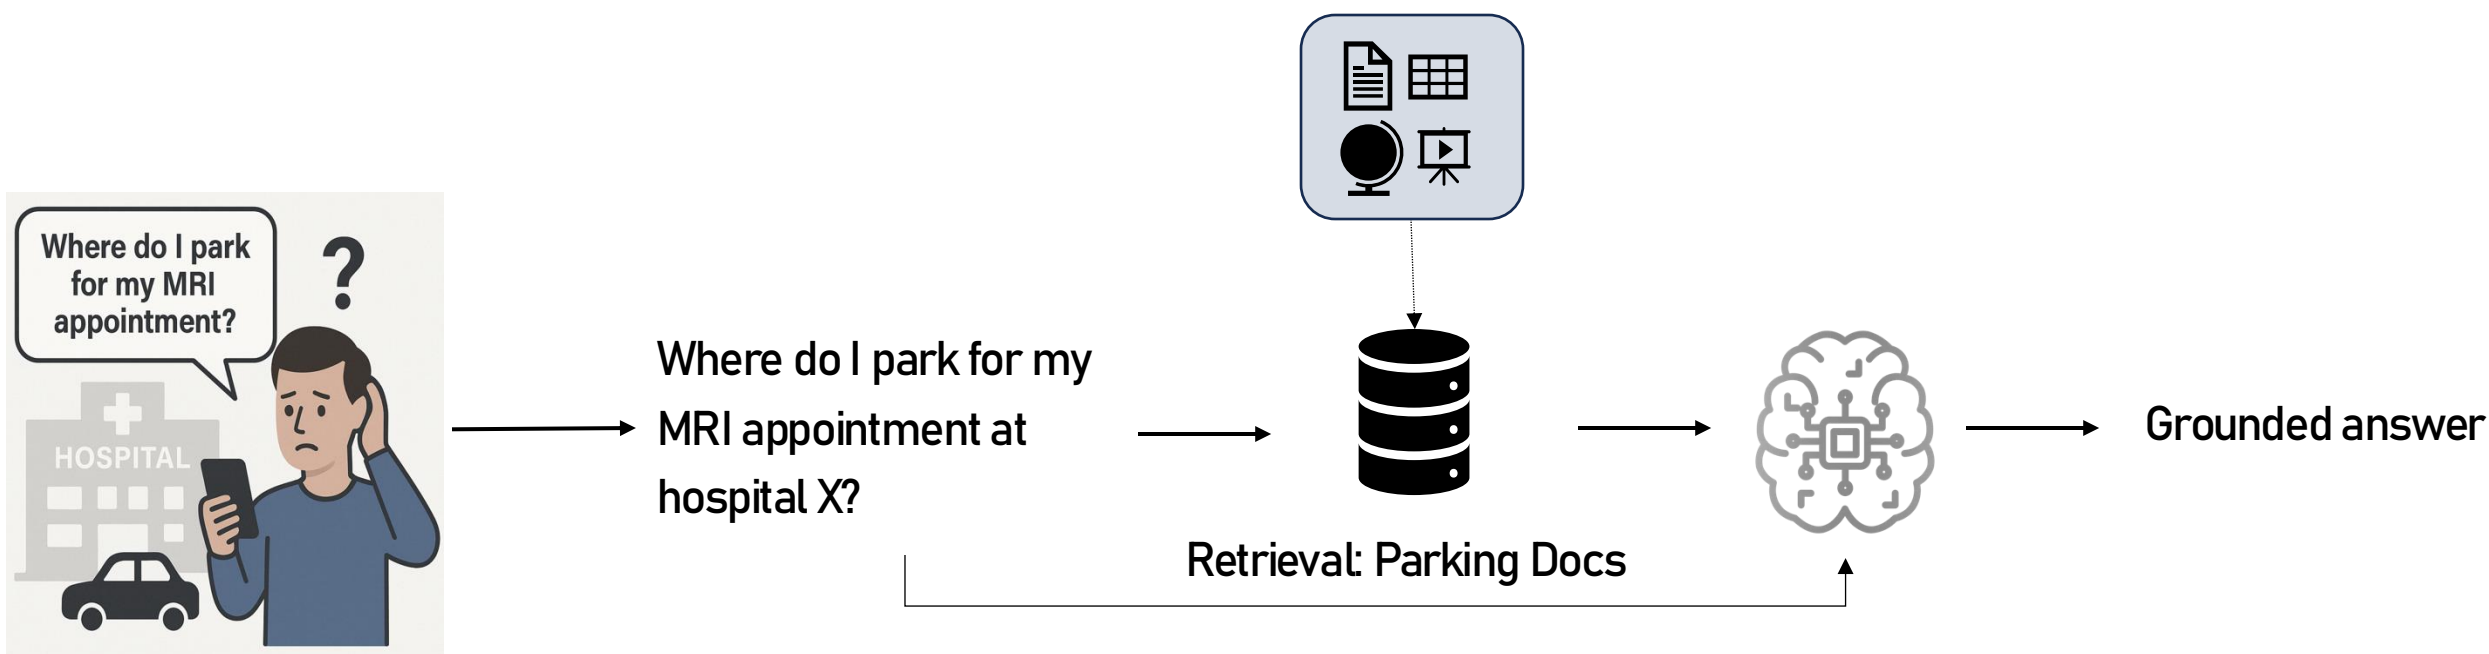 Where do I park
for my MRI
appointment?
?
HOSPITAL
Where do I park for my
MRI appointment at
hospital X?
Retrieval: Parking Docs
Grounded answer